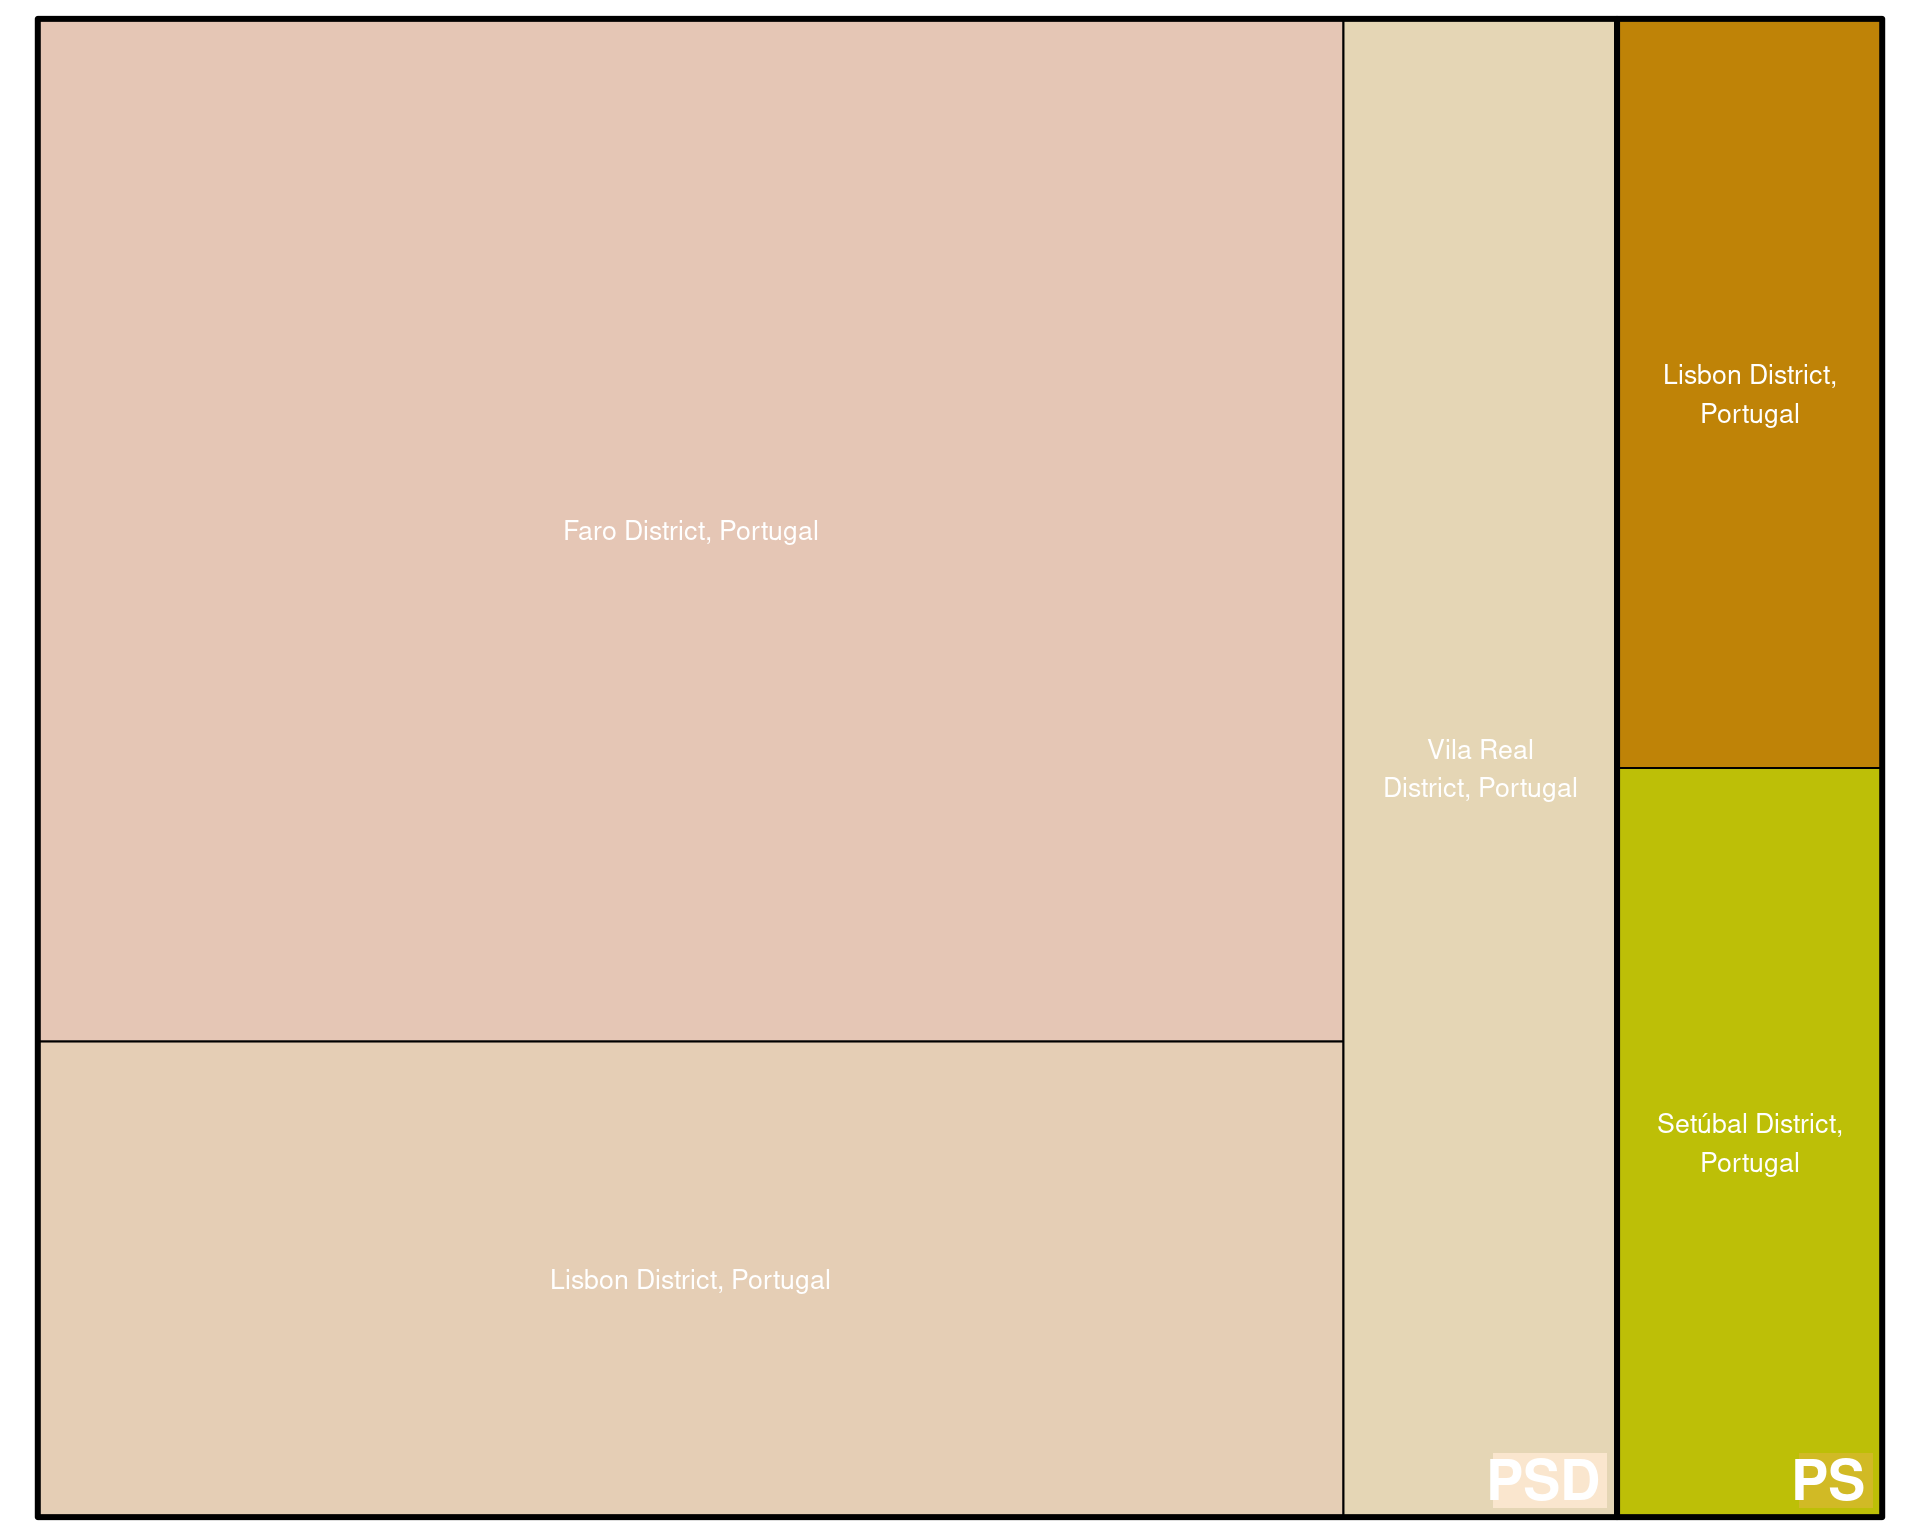 Faro District, Portugal
Lisbon District, Portugal
Vila Real
District, Portugal
PSD
Lisbon District,
Portugal
Setúbal District,
Portugal
PS